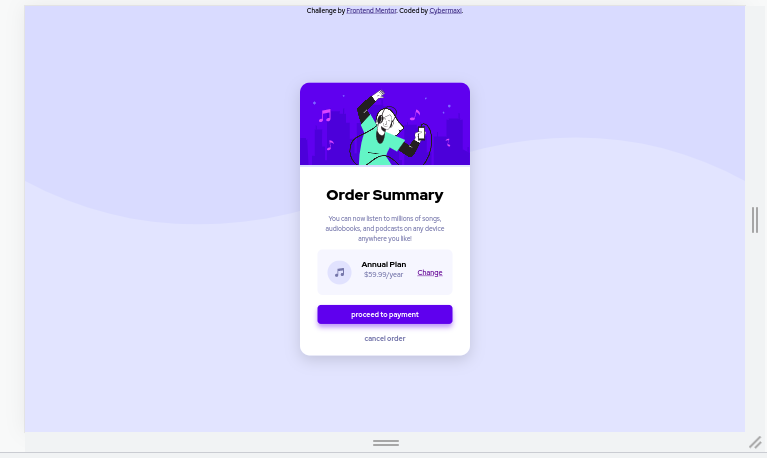 Challenge by Frontend Mentor. Coded by Cybermaxi.
Order Summary
You can now listen to millions of songs,
audiobooks, and podcasts on any device
anywhere you like!
Annual Plan
$59.99/year
Change
proceed to payment
cancel order